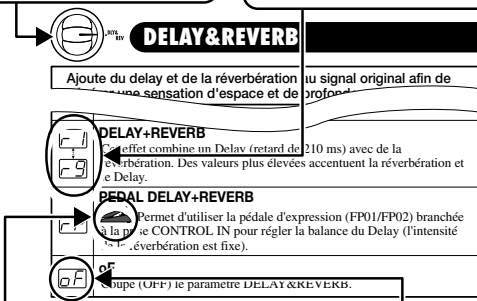 DLY& REV
DELAY&REVERB
Ajoute du delay et de la réverbération au signal original afin de
une sensation d'espace et de
r1
r9
DELAY+REVERB
effet combine un Delay (retard de 210 ms) avec de la
réverbération. Des valeurs plus élevées accentuent la réverbération et
le Delay.
PEDAL DELAY+REVERB
Permet d'utiliser la pédale d'expression (FP01/FP02) branchée
à la prise CONTROL IN pour régler la balance du Delay (l'intensité
réverbération est fixe).
oF
oF
Coupe (OFF) le paramètre DELAY&REVERB.